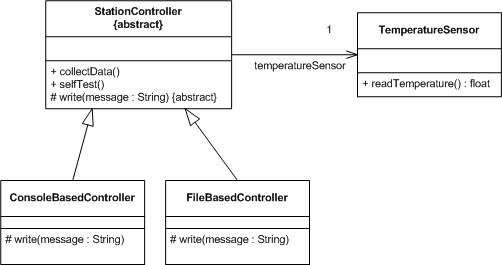 StationController
{abstract}
+ collectData()
+ selfTest()
# write(message : String) {abstract}
1
temperatureSensor
TemperatureSensor
+ readTemperature() : float
ConsoleBasedController
# write(message : String)
FileBasedController
# write(message : String)